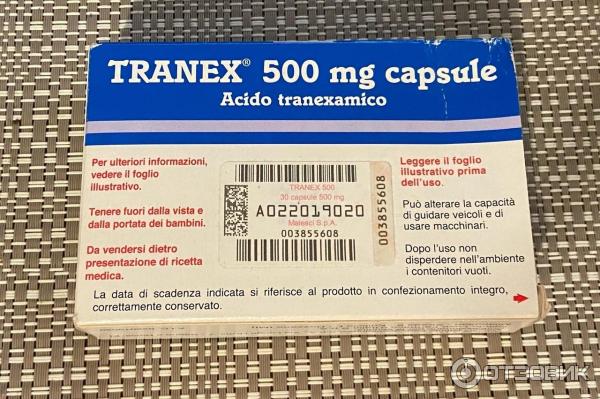 TRANEX® 500 mg capsule
Acido tranexamico
Per ulteriori informazioni,
vedere il foglio
illustrativo.
Tenere fuori dalla vista e
dalla portata dei bambini.
Da vendersi dietro
presentazione di ricetta
medica.
TRANEX 500
30 capsule 500 mg
A022019020
Malesci S.p.A.
003855608
003855608
Leggere il foglio
illustrativo prima
dell'uso.
Può alterare la capacità
di guidare veicoli e di
usare macchinari.
Dopo l'uso non
disperdere nell'ambiente
i contenitori vuoti.
La data di scadenza indicata si riferisce al prodotto in confezionamento integro,
correttamente conservato.
ОТЗОВИК